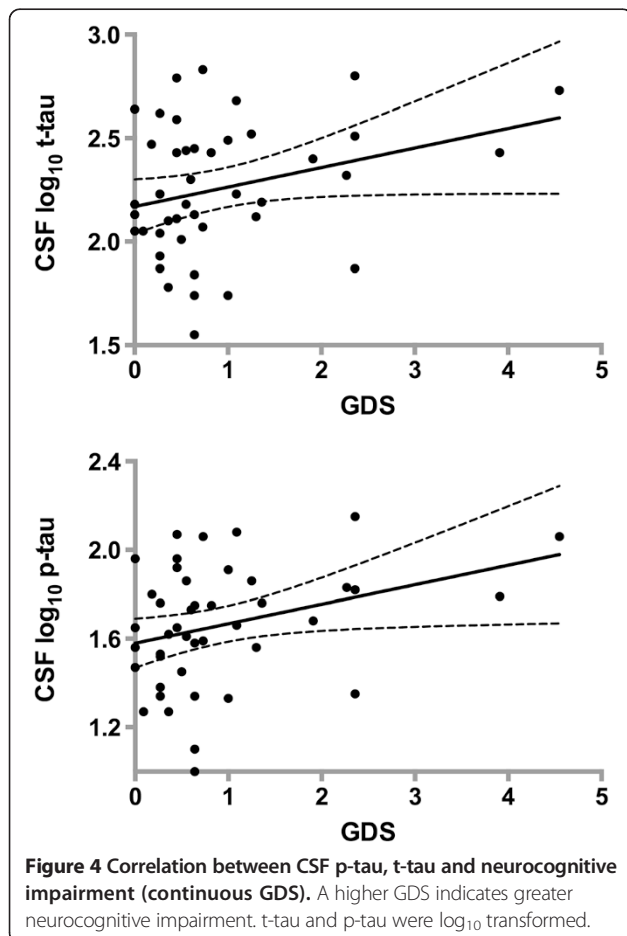 3.0
2.5
2.0
1.5
CSF log10 t-tau
0 1 2 3 4 5
GDS
2.4
2.0
1.6
1.2
CSF log10 p-tau
0 1 2 3 4 5
GDS
Figure 4 Correlation between CSF p-tau, t-tau and neurocognitive
impairment (continuous GDS). A higher GDS indicates greater
neurocognitive impairment. t-tau and p-tau were log10 transformed.